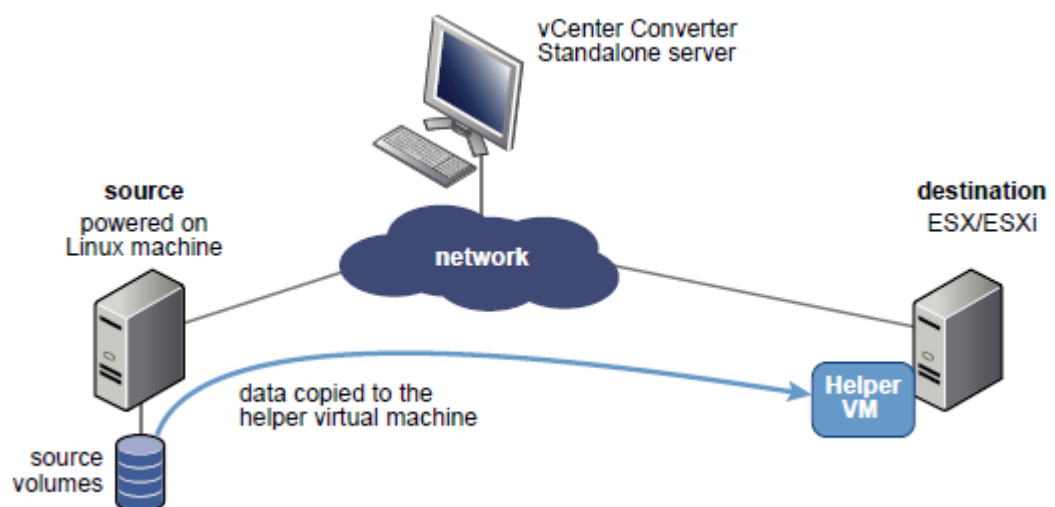 vCenter Converter
Standalone server
source
powered on
Linux machine
destination
ESX/ESXi
network
data copied to the
helper virtual machine
Helper
VM
source
volumes